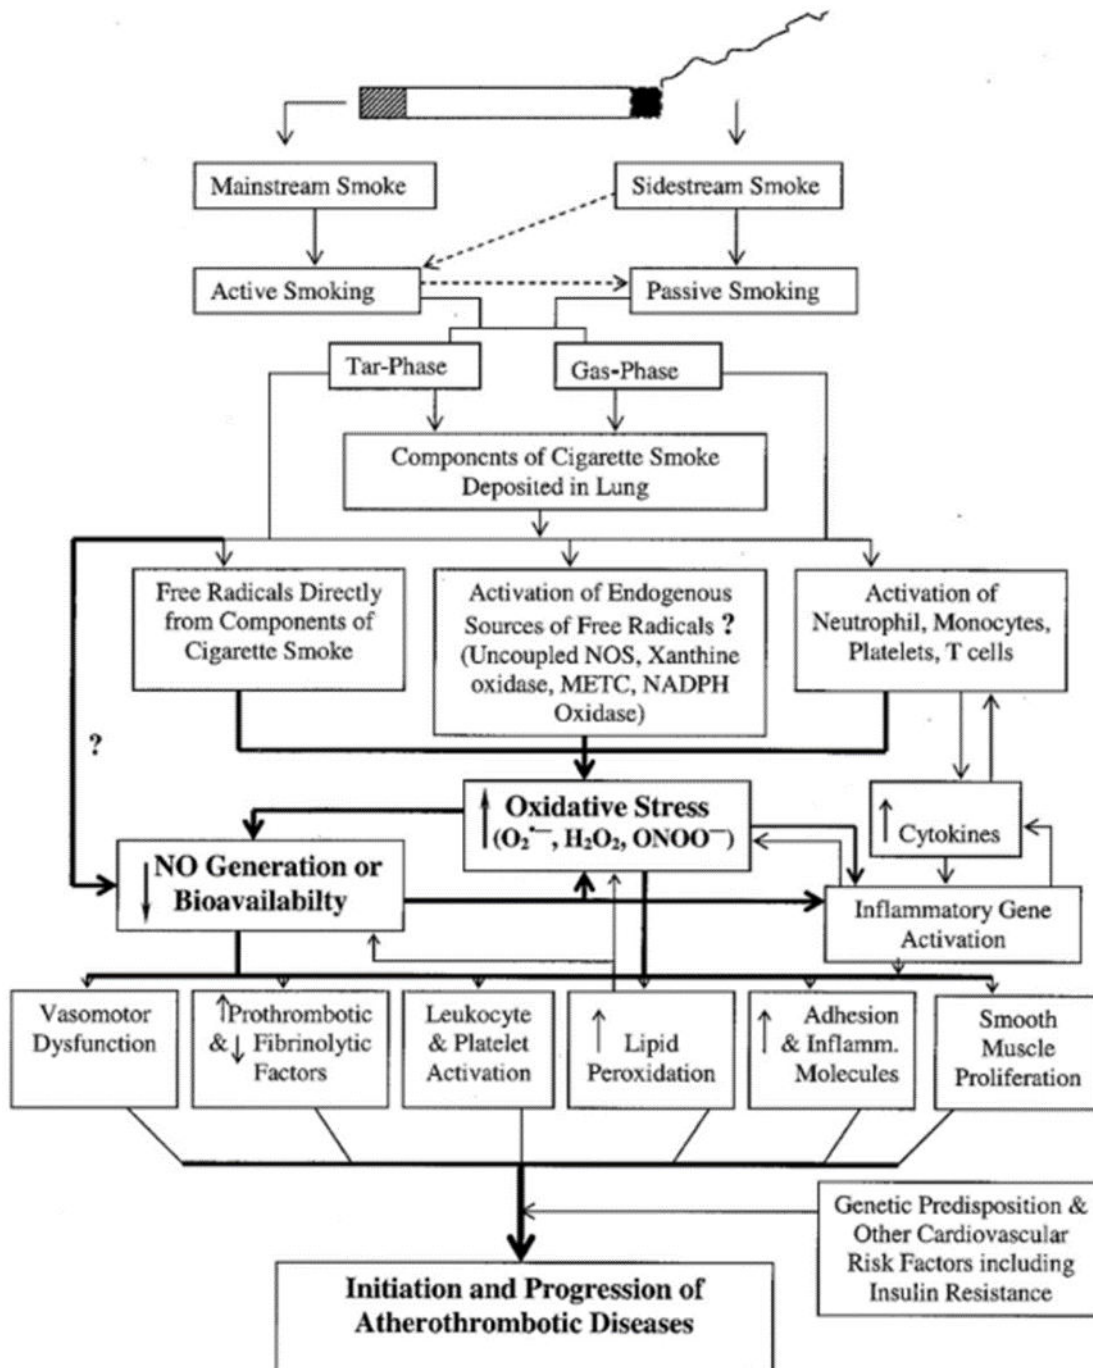 Mainstream Smoke
Sidestream Smoke
Active Smoking
Passive Smoking
Tar-Phase
Gas-Phase
Components of Cigarette Smoke
Deposited in Lung
Free Radicals Directly
from Components of
Cigarette Smoke
Activation of Endogenous
Sources of Free Radicals ?
(Uncoupled NOS, Xanthine
oxidase, METC, NADPH
Oxidase)
Activation of
Neutrophil, Monocytes,
Platelets, T cells
?
↑ Oxidative Stress
(O₂•—, H₂O₂, ONOO—)
↑ Cytokines
↓ NO Generation or
Bioavailabilty
Inflammatory Gene
Activation
Vasomotor
Dysfunction
↑Prothrombotic
& ↓ Fibrinolytic
Factors
Leukocyte
& Platelet
Activation
↑ Lipid
Peroxidation
↑ Adhesion
& Inflamm.
Molecules
Smooth
Muscle
Proliferation
Genetic Predisposition &
Other Cardiovascular
Risk Factors including
Insulin Resistance
Initiation and Progression of
Atherothrombotic Diseases